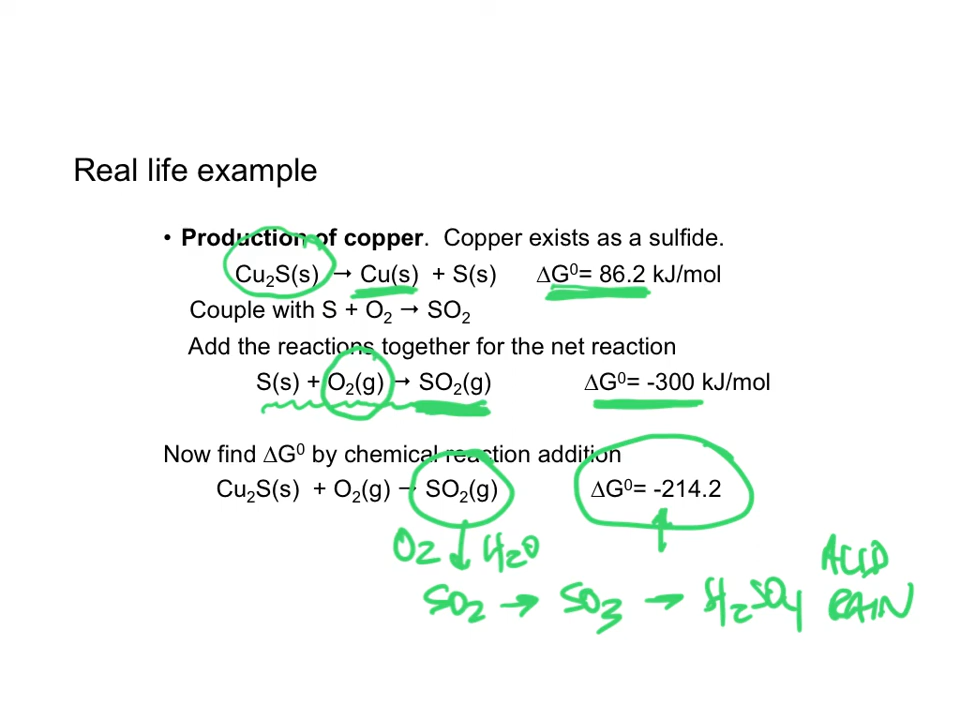 Real life example
• Production of copper. Copper exists as a sulfide.
Cu₂S(s) → Cu(s) + S(s) ΔG⁰= 86.2 kJ/mol
Couple with S + O₂ → SO₂
Add the reactions together for the net reaction
S(s) + O₂(g) → SO₂(g) ΔG⁰= -300 kJ/mol
Now find ΔG⁰ by chemical reaction addition
Cu₂S(s) + O₂(g) → SO₂(g) ΔG⁰= -214.2
O₂ ↓ H₂O
SO₂ → SO₃ → H₂SO₄
ACID
RAIN